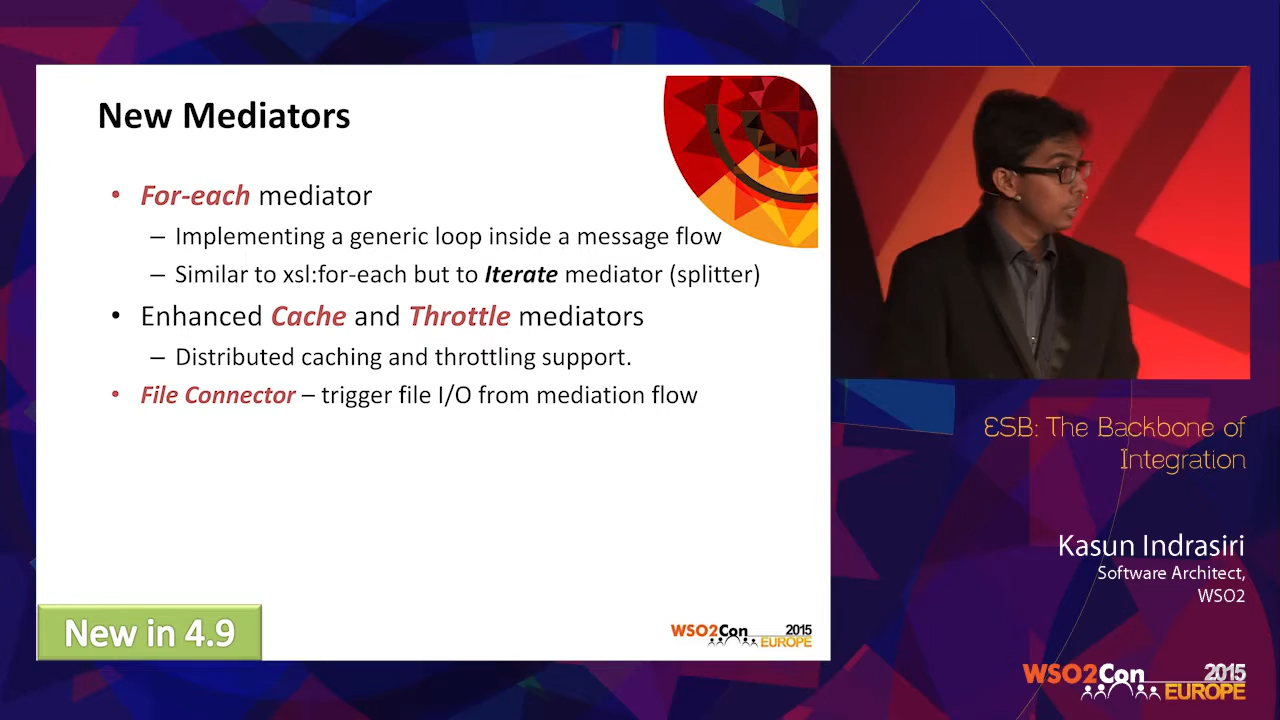 New Mediators
• For-each mediator
– Implementing a generic loop inside a message flow
– Similar to xsl:for-each but to Iterate mediator (splitter)
• Enhanced Cache and Throttle mediators
– Distributed caching and throttling support.
• File Connector – trigger file I/O from mediation flow
New in 4.9
WSO2Con 2015
EUROPE
ESB: The Backbone of
Integration
Kasun Indrasiri
Software Architect,
WSO2
WSO2Con 2015
EUROPE